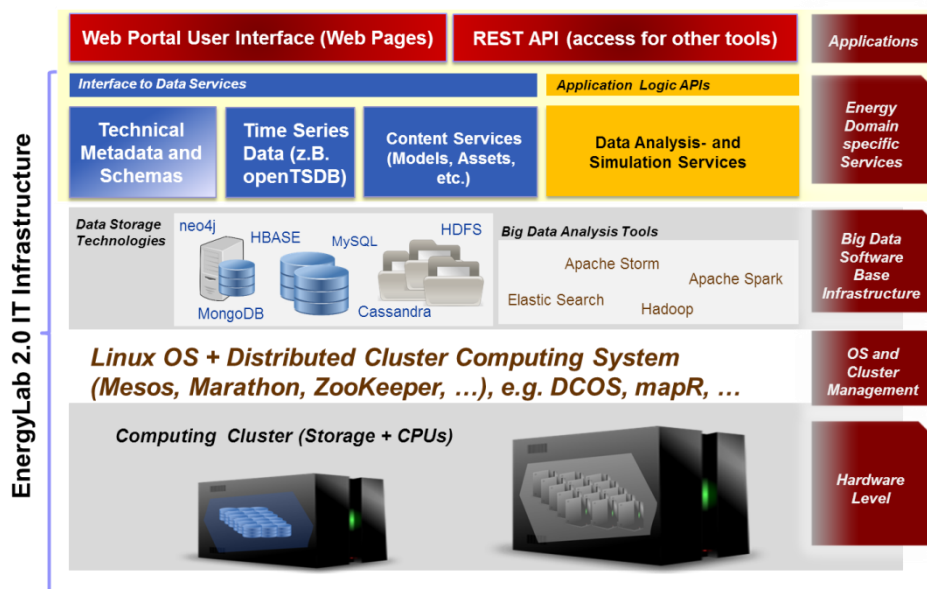 Web Portal User Interface (Web Pages)
REST API (access for other tools)
Applications
Interface to Data Services
Application Logic APIs
Technical
Metadata and
Schemas
Time Series
Data (z.B.
openTSDB)
Content Services
(Models, Assets,
etc.)
Data Analysis- and
Simulation Services
Energy
Domain
specific
Services
Data Storage
Technologies
neo4j
HBASE
MySQL
HDFS
MongoDB
Cassandra
Big Data Analysis Tools
Apache Storm
Apache Spark
Elastic Search
Hadoop
Big Data
Software
Base
Infrastructure
Linux OS + Distributed Cluster Computing System
(Mesos, Marathon, ZooKeeper, …), e.g. DCOS, mapR, …
OS and
Cluster
Management
Computing Cluster (Storage + CPUs)
Hardware
Level
EnergyLab 2.0 IT Infrastructure